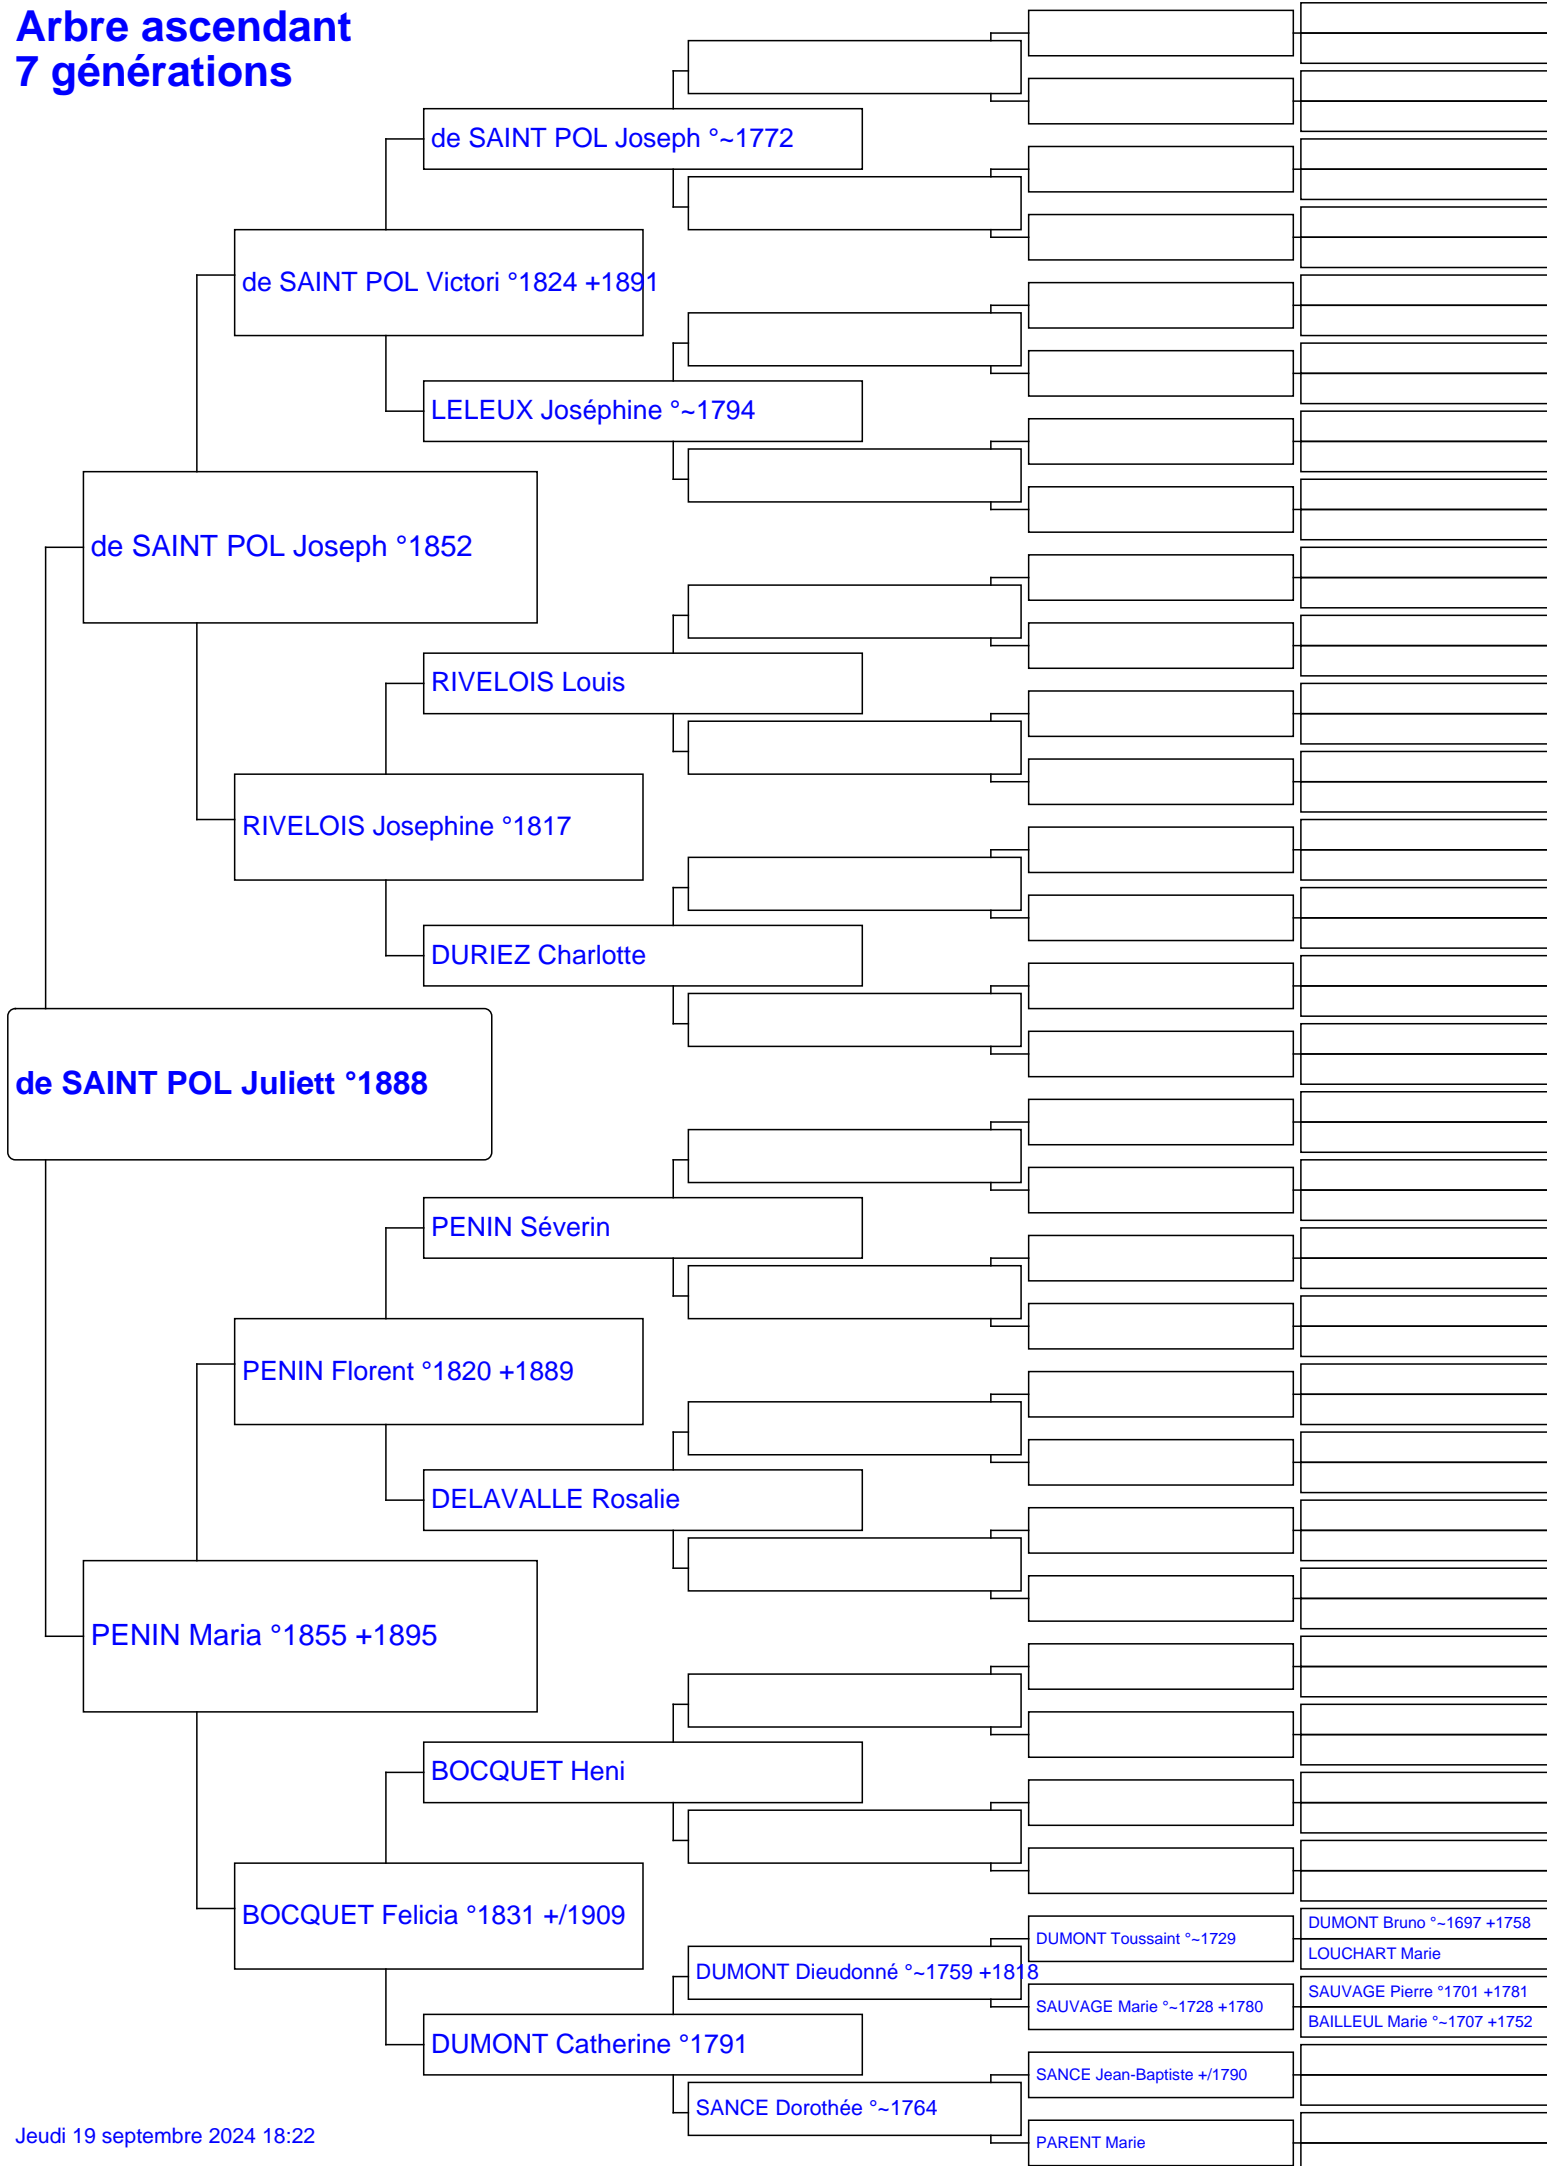 Arbre ascendant
7 générations
de SAINT POL Joseph °~1772
de SAINT POL Victori °1824 +1891
LELEUX Joséphine °~1794
de SAINT POL Joseph °1852
RIVELOIS Louis
RIVELOIS Josephine °1817
DURIEZ Charlotte
de SAINT POL Juliett °1888
PENIN Séverin
PENIN Florent °1820 +1889
DELAVALLE Rosalie
PENIN Maria °1855 +1895
BOCQUET Heni
BOCQUET Felicia °1831 +/1909
DUMONT Bruno °~1697 +1758
DUMONT Toussaint °~1729
LOUCHART Marie
DUMONT Dieudonné °~1759 +1818
SAUVAGE Pierre °1701 +1781
SAUVAGE Marie °~1728 +1780
BAILLEUL Marie °~1707 +1752
DUMONT Catherine °1791
SANCE Jean-Baptiste +/1790
SANCE Dorothée °~1764
PARENT Marie
Jeudi 19 septembre 2024 18:22